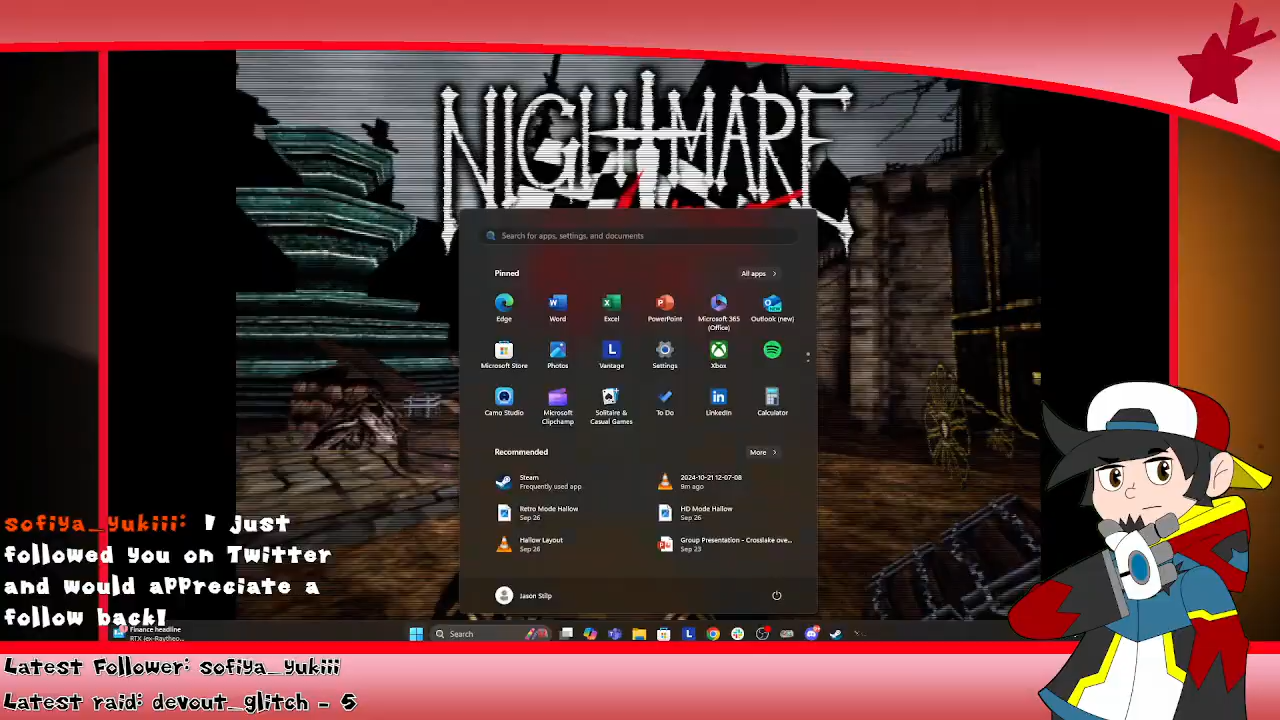 NIGHTMARE
Search for apps, settings, and documents
Pinned
All apps >
Edge
Word
Excel
PowerPoint
Microsoft 365 (Office)
Outlook (new)
Microsoft Store
Photos
Vantage
Settings
Xbox
Camo Studio
Microsoft Clipchamp
Solitaire & Casual Games
To Do
LinkedIn
Calculator
Recommended
More >
Steam
Frequently used app
2024-10-21 12-07-08
9m ago
Retro Mode Hallow
Sep 26
HD Mode Hallow
Sep 26
Hallow Layout
Sep 26
Group Presentation - Crosslake ove...
Sep 23
Jason Stilp
sofiya_yukiii: I just
followed you on Twitter
and would appreciate a
follow back!
Finance headline
RTX Jex-Raytheo...
Search
Latest Follower: sofiya_yukiii
Latest raid: devout_glitch - 5